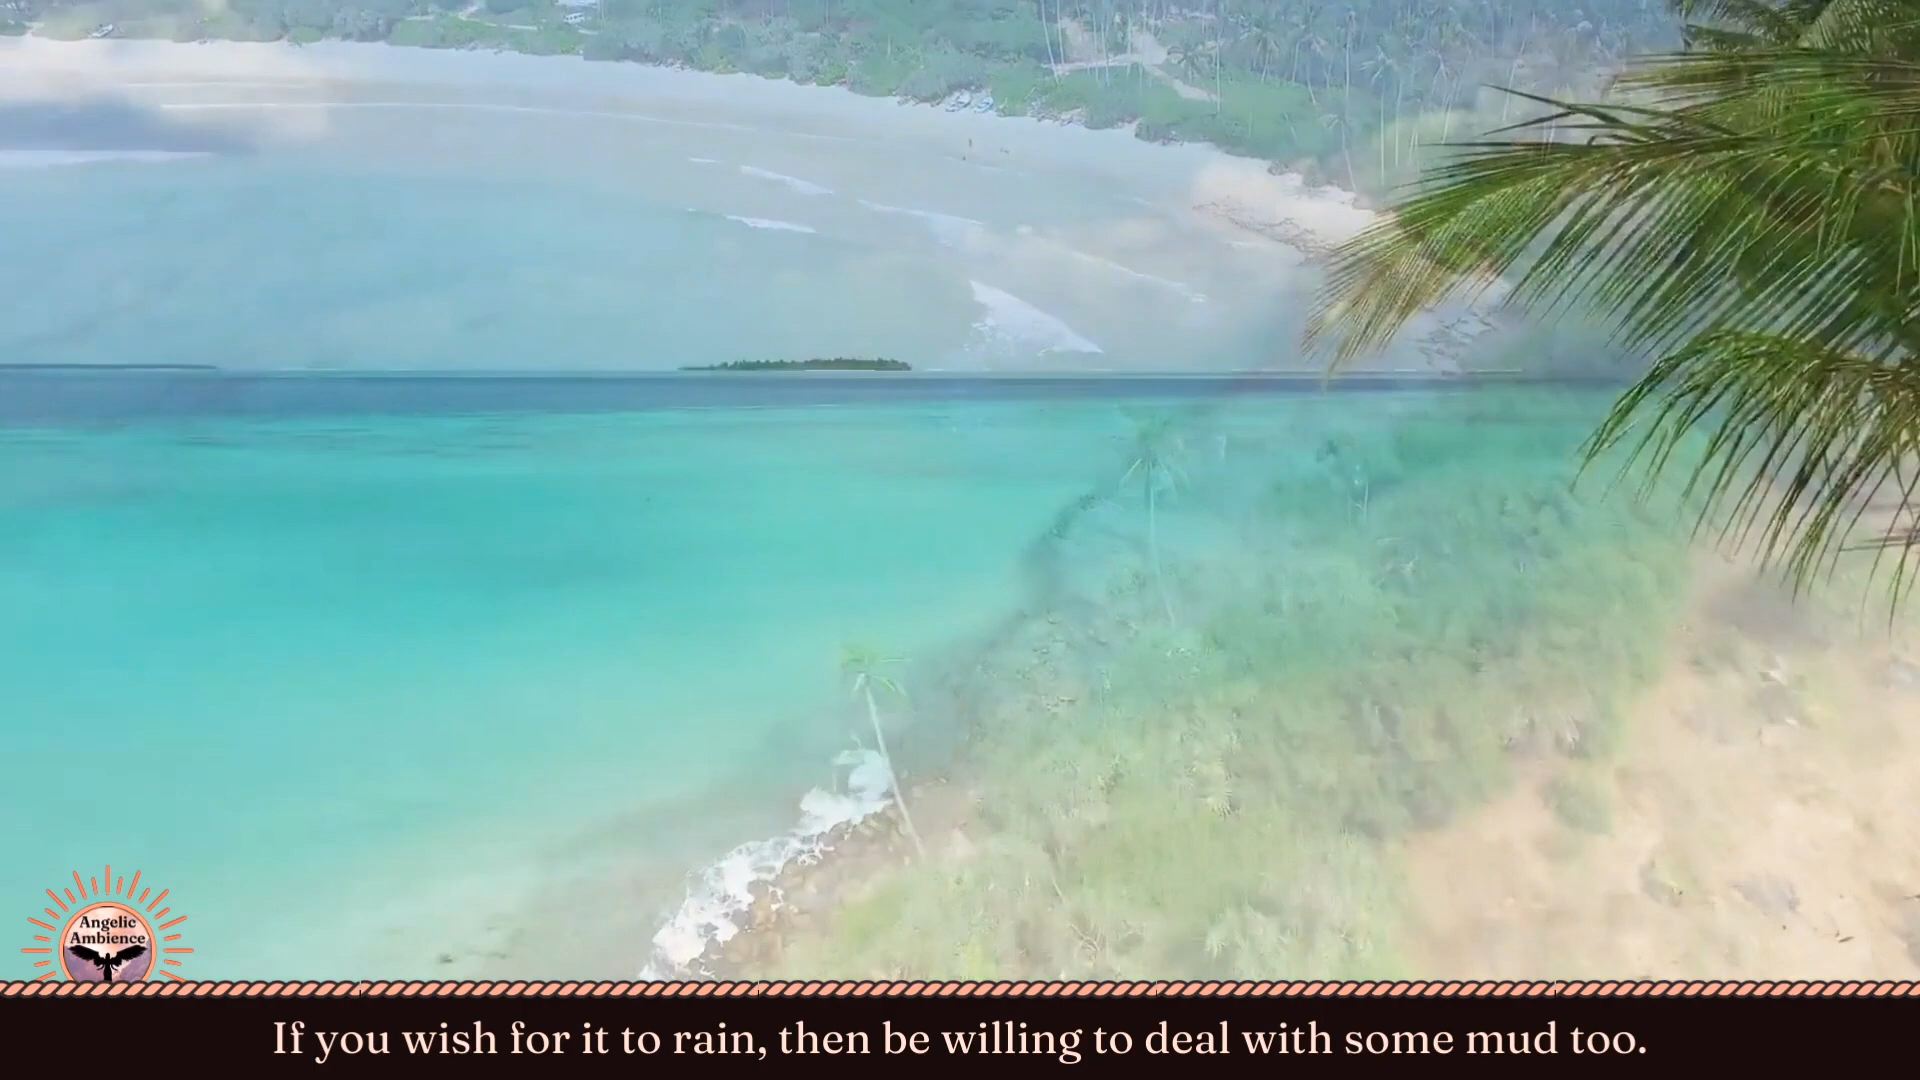 Angelic
Ambience
If you wish for it to rain, then be willing to deal with some mud too.